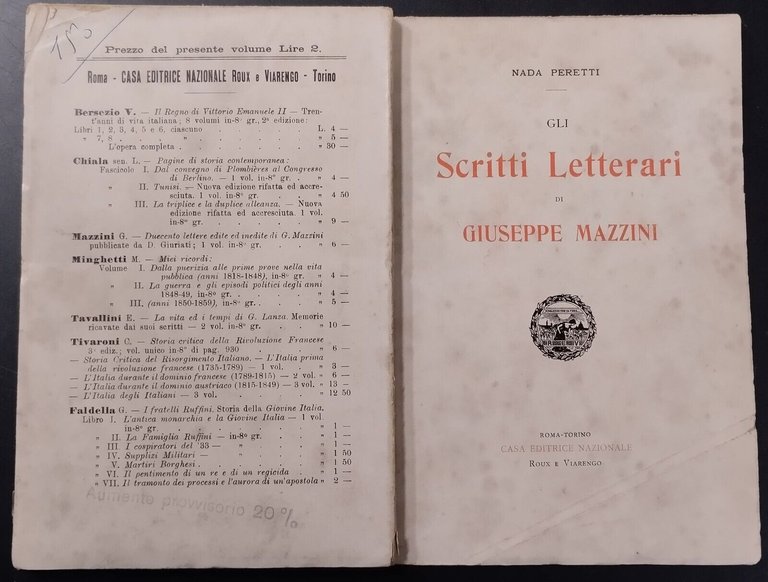 150
Prezzo del presente volume Lire 2.
Roma - CASA EDITRICE NAZIONALE ROUX e VIARENGO - Torino
Bersezio V. — Il Regno di Vittorio Emanuele II — Trent'anni di vita italiana; 8 volumi in-8° gr., 2ª edizione:
Libri 1, 2, 3, 4, 5 e 6, ciascuno . . . . . L. 4 —
„ 7, 8 . . . . . „ . . . . . „ 5 —
L'opera completa . . . . . „ 30 —
Chiala sen. L. — Pagine di storia contemporanea:
Fascicolo I. Dal convegno di Plombières al Congresso
di Berlino. — 1 vol. in-8° gr. . „ 4 —
„ II. Tunisi. — Nuova edizione rifatta ed accresciuta. 1 vol. in-8° gr. . . . „ 4 50
„ III. La triplice e la duplice alleanza. — Nuova
edizione rifatta ed accresciuta. 1 vol.
in-8° gr. . . . . . „ 9 —
Mazzini G. — Duecento lettere edite ed inedite di G. Mazzini
pubblicate da D. Giuriati; 1 vol. in-8° gr. . . . „ 6 —
Minghetti M. — Miei ricordi:
Volume I. Dalla puerizia alle prime prove nella vita
pubblica (anni 1818-1848), in-8° gr. . „ 4 —
„ II. La guerra e gli episodi politici degli anni
1848-49, in-8° gr. . . . . „ 4 —
„ III. (anni 1850-1859), in-8° gr. . . . „ 5 —
Tavallini E. — La vita ed i tempi di G. Lanza. Memorie
ricavate dai suoi scritti — 2 vol. in-8° gr. . . „ 10 —
Tivaroni C. — Storia critica della Rivoluzione Francese
3ª ediz; vol. unico in-8° di pag. 930 . . . „ 6 —
— Storia Critica del Risorgimento Italiano. — L'Italia prima
della rivoluzione francese (1735-1789) — 1 vol. . „ 3 —
— L'Italia durante il dominio francese (1789-1815) — 2 vol. „ 6 —
— L'Italia durante il dominio austriaco (1815-1849) — 3 vol. „ 13 —
— L'Italia degli Italiani — 3 vol. . . . . „ 12 50
Faldella G. — I fratelli Ruffini. Storia della Giovine Italia.
Libro I. L'antica monarchia e la Giovine Italia — 1 vol.
in-8° gr. . . . . . „ 1 —
„ II. La Famiglia Ruffini — in-8° gr. . . . „ 1 —
„ III. I cospiratori del '33 — „ . . . „ 1 —
„ IV. Supplizi Militari — „ . . . „ 1 50
„ V. Martiri Borghesi . . . . . „ 1 50
„ VI. Il pentimento di un re e di un regicida . . „ 1 —
„ VII. Il tramonto dei processi e l'aurora di un'apostola „ 2 —
Aumento provvisorio 20 %
NADA PERETTI
GLI
Scritti Letterari
DI
GIUSEPPE MAZZINI
ROMA-TORINO
CASA EDITRICE NAZIONALE
ROUX E VIARENGO